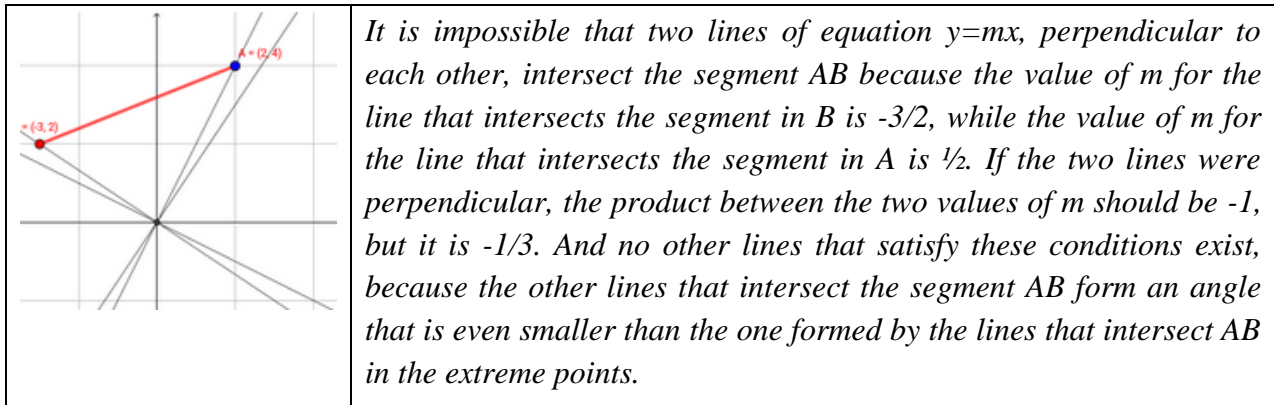 A = (2, 4)
= (-3, 2)
It is impossible that two lines of equation y=mx, perpendicular to
each other, intersect the segment AB because the value of m for the
line that intersects the segment in B is -3/2, while the value of m for
the line that intersects the segment in A is ½. If the two lines were
perpendicular, the product between the two values of m should be -1,
but it is -1/3. And no other lines that satisfy these conditions exist,
because the other lines that intersect the segment AB form an angle
that is even smaller than the one formed by the lines that intersect AB
in the extreme points.